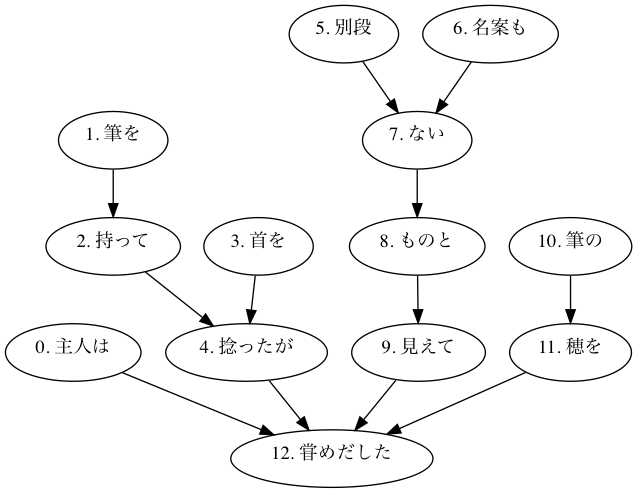 5. 別段
6. 名案も
1. 筆を
7. ない
2. 持って
3. 首を
8. ものと
10. 筆の
0. 主人は
4. 捻ったが
9. 見えて
11. 穂を
12. 甞めだした